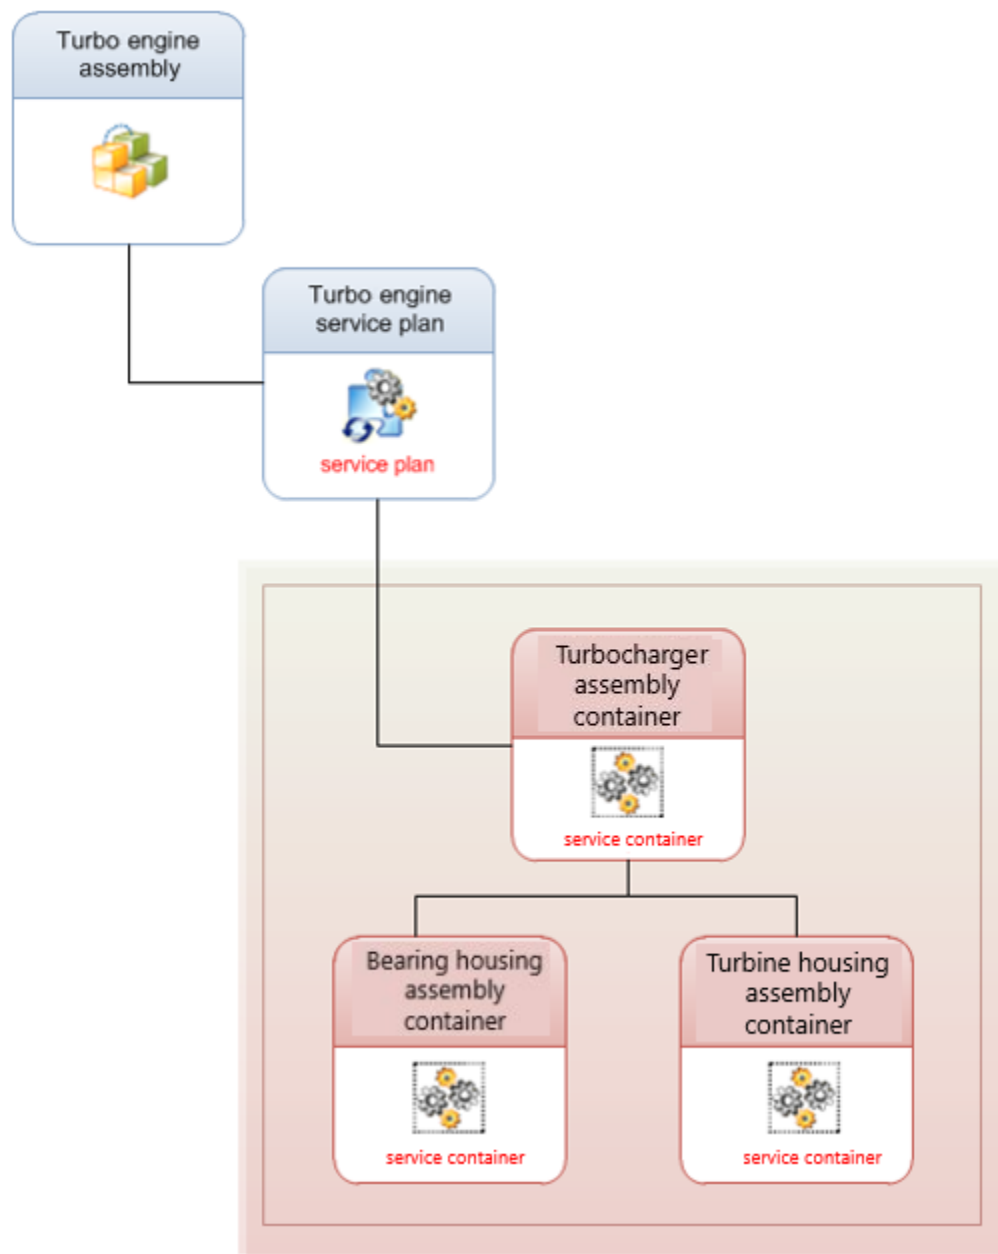 Turbo engine
assembly
Turbo engine
service plan
service plan
Turbocharger
assembly
container
service container
Bearing housing
assembly
container
service container
Turbine housing
assembly
container
service container